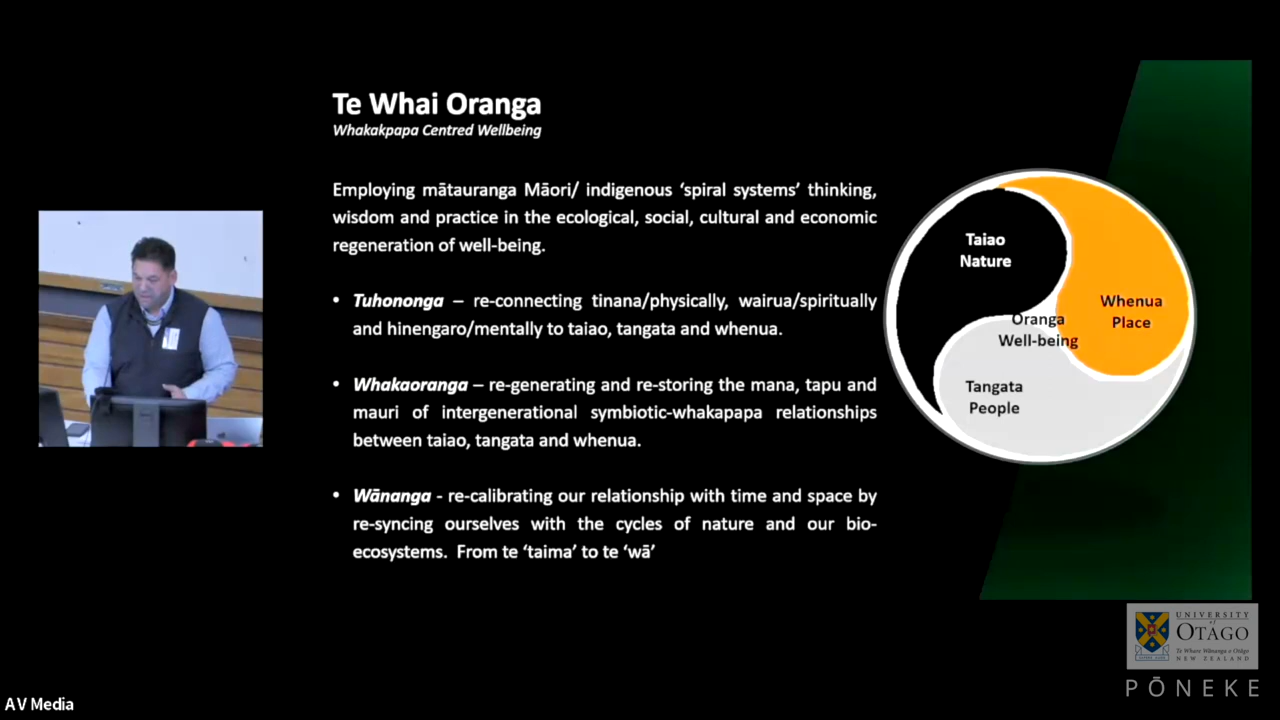 Te Whai Oranga
Whakakpapa Centred Wellbeing
Employing mātauranga Māori/ indigenous ‘spiral systems’ thinking,
wisdom and practice in the ecological, social, cultural and economic
regeneration of well-being.
• Tuhononga – re-connecting tinana/physically, wairua/spiritually
and hinengaro/mentally to taiao, tangata and whenua.
• Whakaoranga – re-generating and re-storing the mana, tapu and
mauri of intergenerational symbiotic-whakapapa relationships
between taiao, tangata and whenua.
• Wānanga - re-calibrating our relationship with time and space by
re-syncing ourselves with the cycles of nature and our bio-
ecosystems. From te ‘taima’ to te ‘wā’
Taiao
Nature
Whenua
Place
Oranga
Well-being
Tangata
People
UNIVERSITY
of
OTAGO
Te Whare Wānanga o Otāgo
NEW ZEALAND
PŌNEKE
AV Media